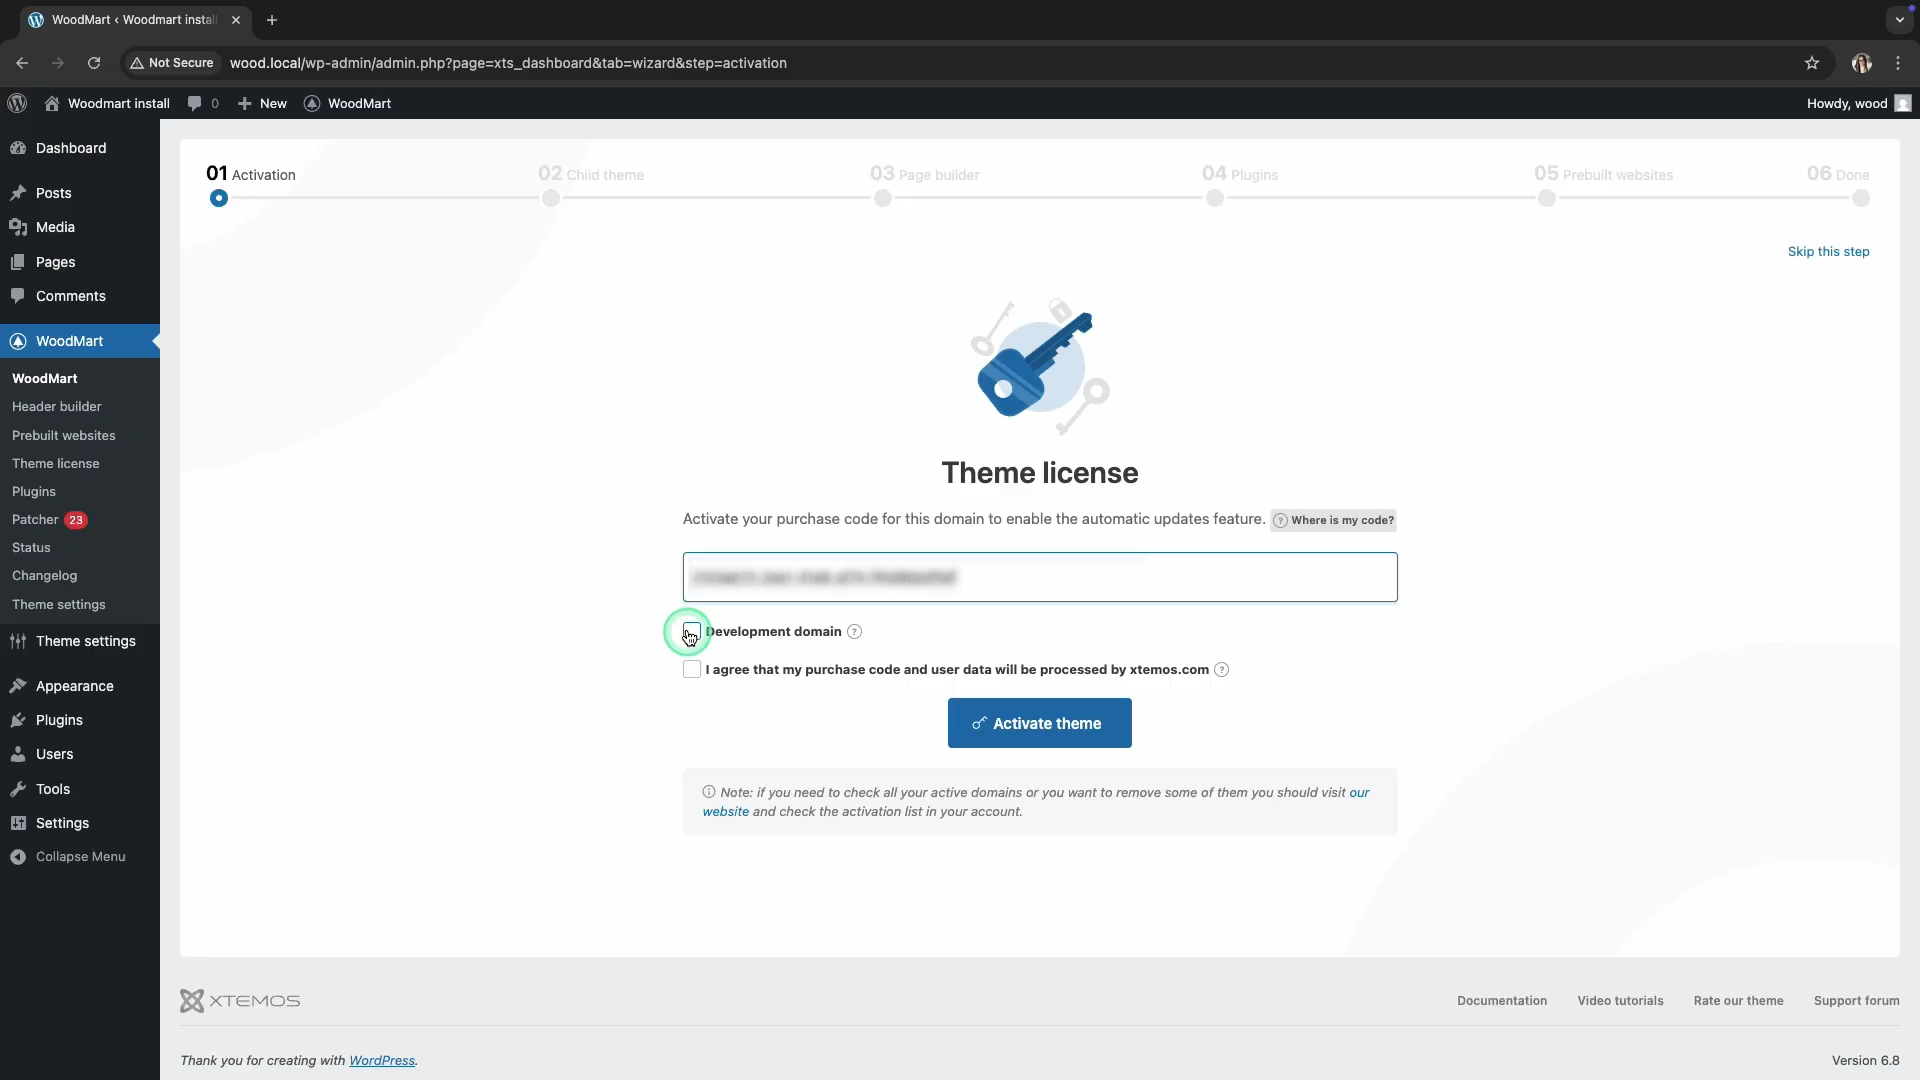 WoodMart ‹ Woodmart instal
Not Secure
wood.local/wp-admin/admin.php?page=xts_dashboard&tab=wizard&step=activation
Woodmart install
0
New
WoodMart
Howdy, wood
Dashboard
Posts
Media
Pages
Comments
WoodMart
WoodMart
Header builder
Prebuilt websites
Theme license
Plugins
Patcher 23
Status
Changelog
Theme settings
Theme settings
Appearance
Plugins
Users
Tools
Settings
Collapse Menu
01 Activation
02 Child theme
03 Page builder
04 Plugins
05 Prebuilt websites
06 Done
Skip this step
Theme license
Activate your purchase code for this domain to enable the automatic updates feature. ? Where is my code?
Development domain ?
I agree that my purchase code and user data will be processed by xtemos.com ?
Activate theme
Note: if you need to check all your active domains or you want to remove some of them you should visit our
website and check the activation list in your account.
XTEMOS
Documentation
Video tutorials
Rate our theme
Support forum
Thank you for creating with WordPress.
Version 6.8